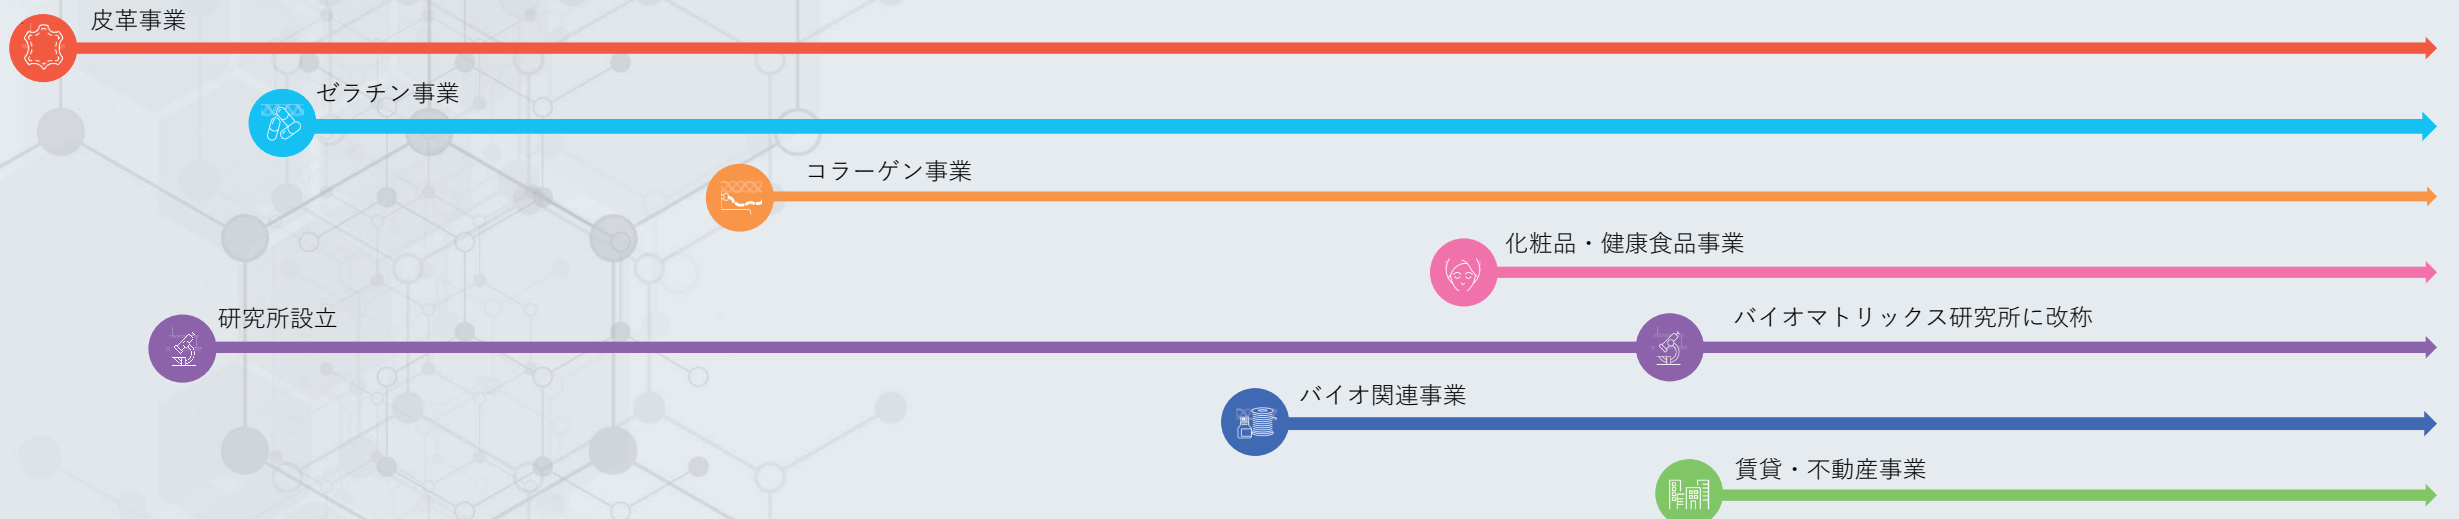 皮革事業
ゼラチン事業
コラーゲン事業
化粧品・健康食品事業
研究所設立
バイオマトリックス研究所に改称
バイオ関連事業
賃貸・不動産事業